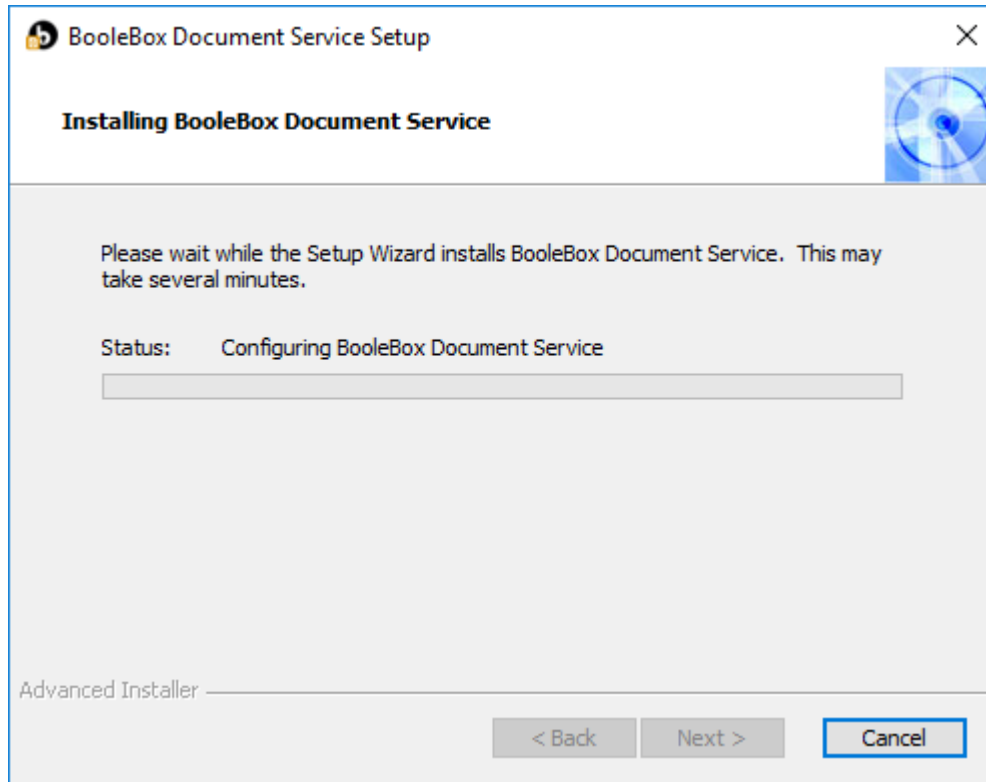 BooleBox Document Service Setup
Installing BooleBox Document Service
Please wait while the Setup Wizard installs BooleBox Document Service. This may
take several minutes.
Status: Configuring BooleBox Document Service
Advanced Installer
< Back Next > Cancel